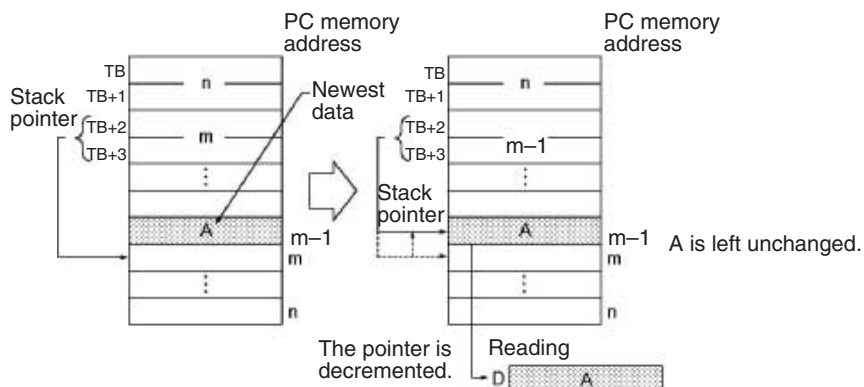 PC memory
address
TB
n
TB+1
Stack
pointer
TB+2
m
TB+3
Newest
data
A
m–1
m
n
PC memory
address
TB
n
TB+1
TB+2
m–1
TB+3
Stack
pointer
A
m–1
A is left unchanged.
m
n
The pointer is
decremented.
Reading
D
A